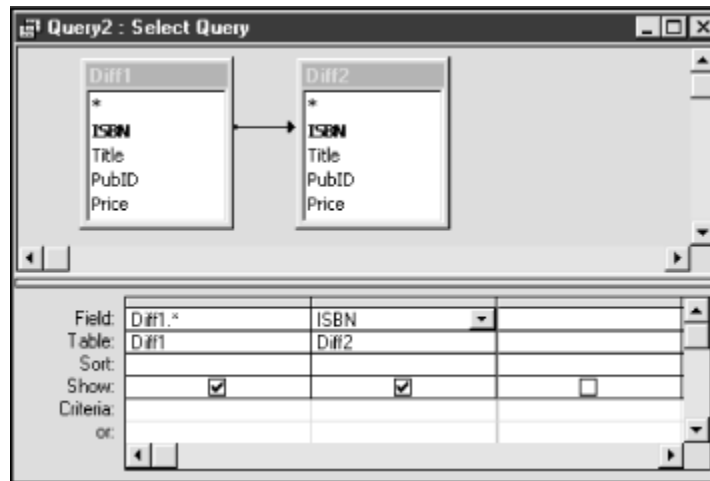 Query2 : Select Query
Diff1
*
ISBN
Title
PubID
Price
Diff2
*
ISBN
Title
PubID
Price
Field: Diff1.* ISBN
Table: Diff1 Diff2
Sort:
Show:
Criteria:
or: